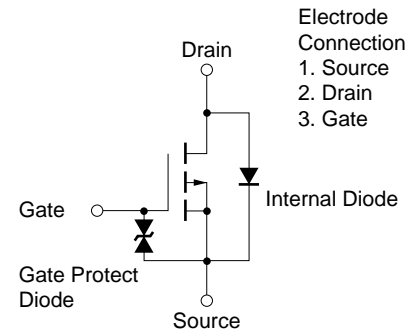 Electrode
Connection
1. Source
2. Drain
3. Gate
Drain
Internal Diode
Gate
Gate Protect
Diode
Source